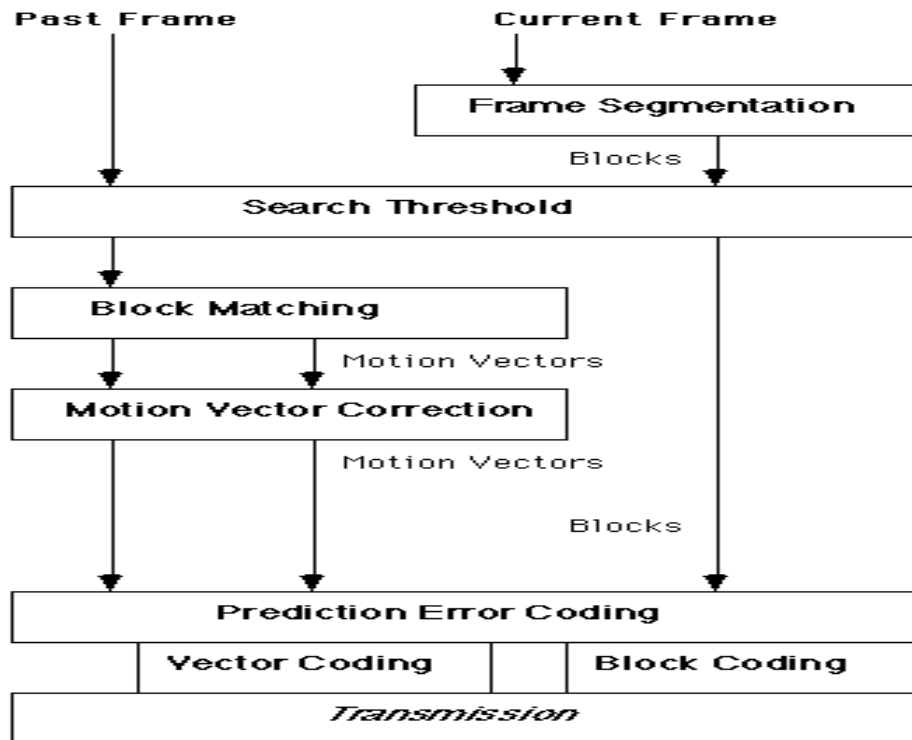 Past Frame
Current Frame
Frame Segmentation
Blocks
Search Threshold
Block Matching
Motion Vectors
Motion Vector Correction
Motion Vectors
Blocks
Prediction Error Coding
Vector Coding
Block Coding
Transmission